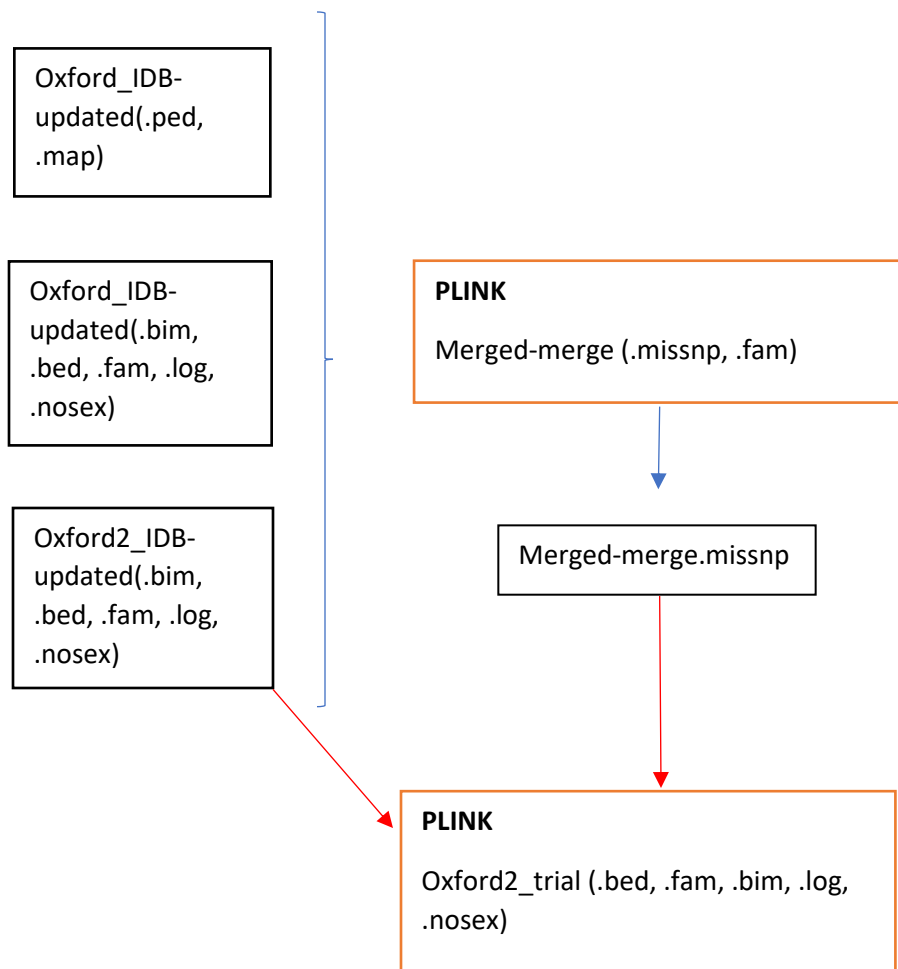 Oxford_IDB-
updated(.ped,
.map)
Oxford_IDB-
updated(.bim,
.bed, .fam, .log,
.nosex)
Oxford2_IDB-
updated(.bim,
.bed, .fam, .log,
.nosex)
PLINK
Merged-merge (.missnp, .fam)
Merged-merge.missnp
PLINK
Oxford2_trial (.bed, .fam, .bim, .log,
.nosex)